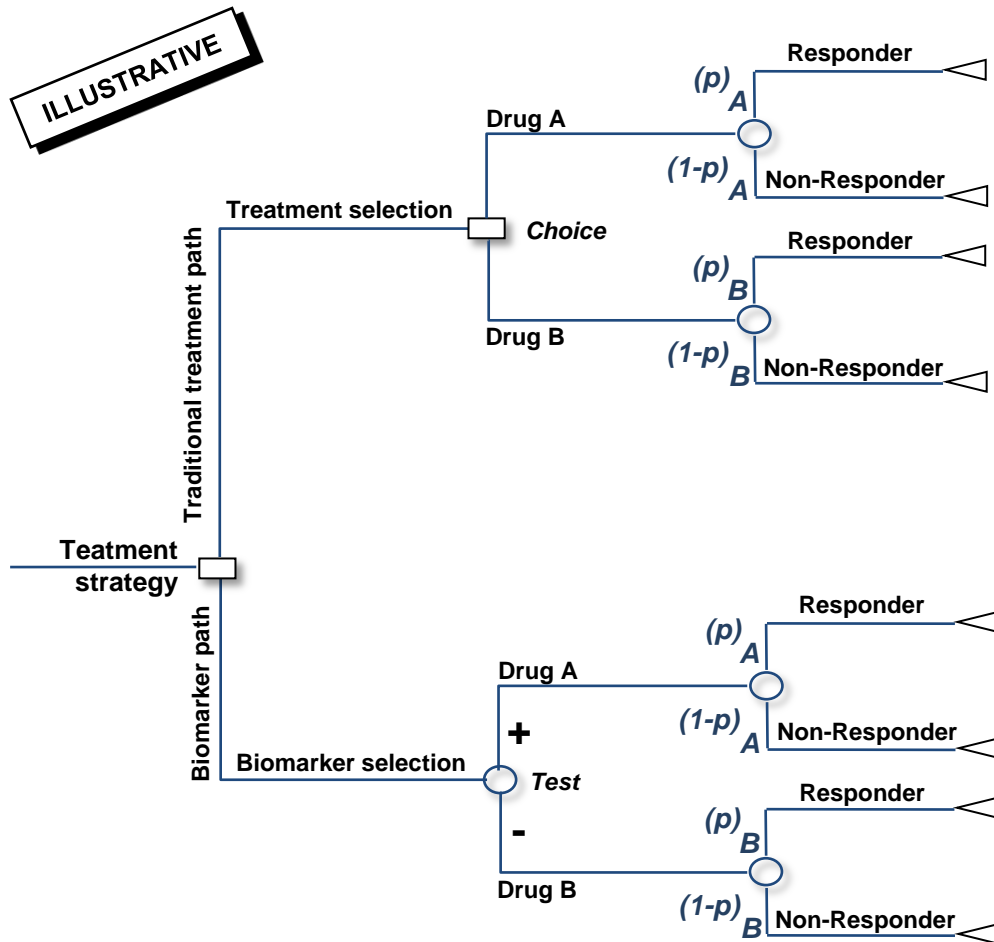 ILLUSTRATIVE
Responder
(p)
A
Drug A
(1-p)
A
Non-Responder
Treatment selection
Choice
Responder
(p)
B
Drug B
(1-p)
B
Non-Responder
Traditional treatment path
Teatment
strategy
Biomarker path
Responder
(p)
A
Drug A
(1-p)
A
Non-Responder
+
Biomarker selection
Test
-
Responder
(p)
B
Drug B
(1-p)
B
Non-Responder